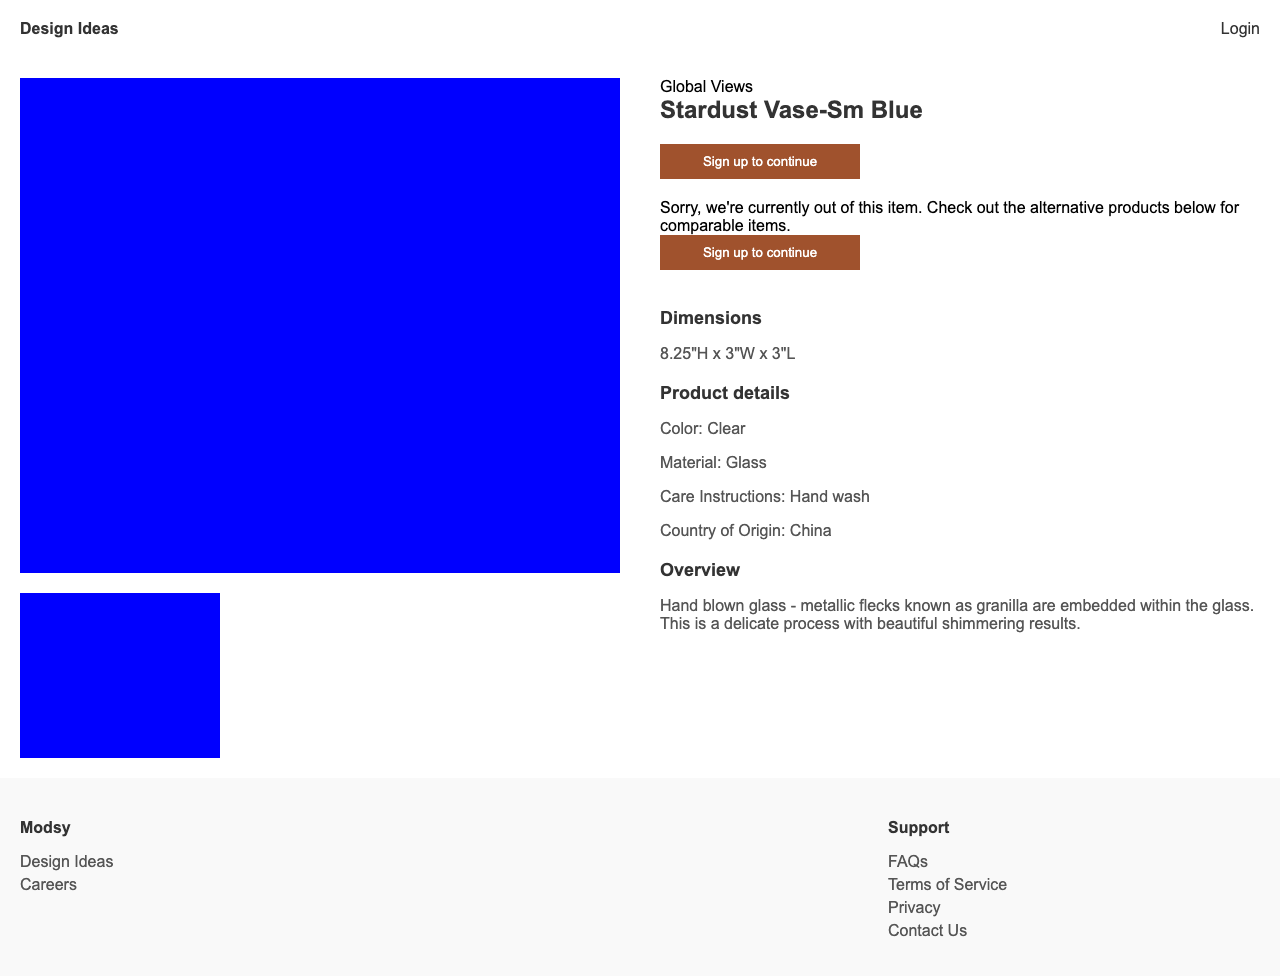 Design Ideas
Login
Global Views
Stardust Vase-Sm Blue
Sign up to continue
Sorry, we're currently out of this item. Check out the alternative products below for
comparable items.
Sign up to continue
Dimensions
8.25"H x 3"W x 3"L
Product details
Color: Clear
Material: Glass
Care Instructions: Hand wash
Country of Origin: China
Overview
Hand blown glass - metallic flecks known as granilla are embedded within the glass.
This is a delicate process with beautiful shimmering results.
Modsy
Design Ideas
Careers
Support
FAQs
Terms of Service
Privacy
Contact Us